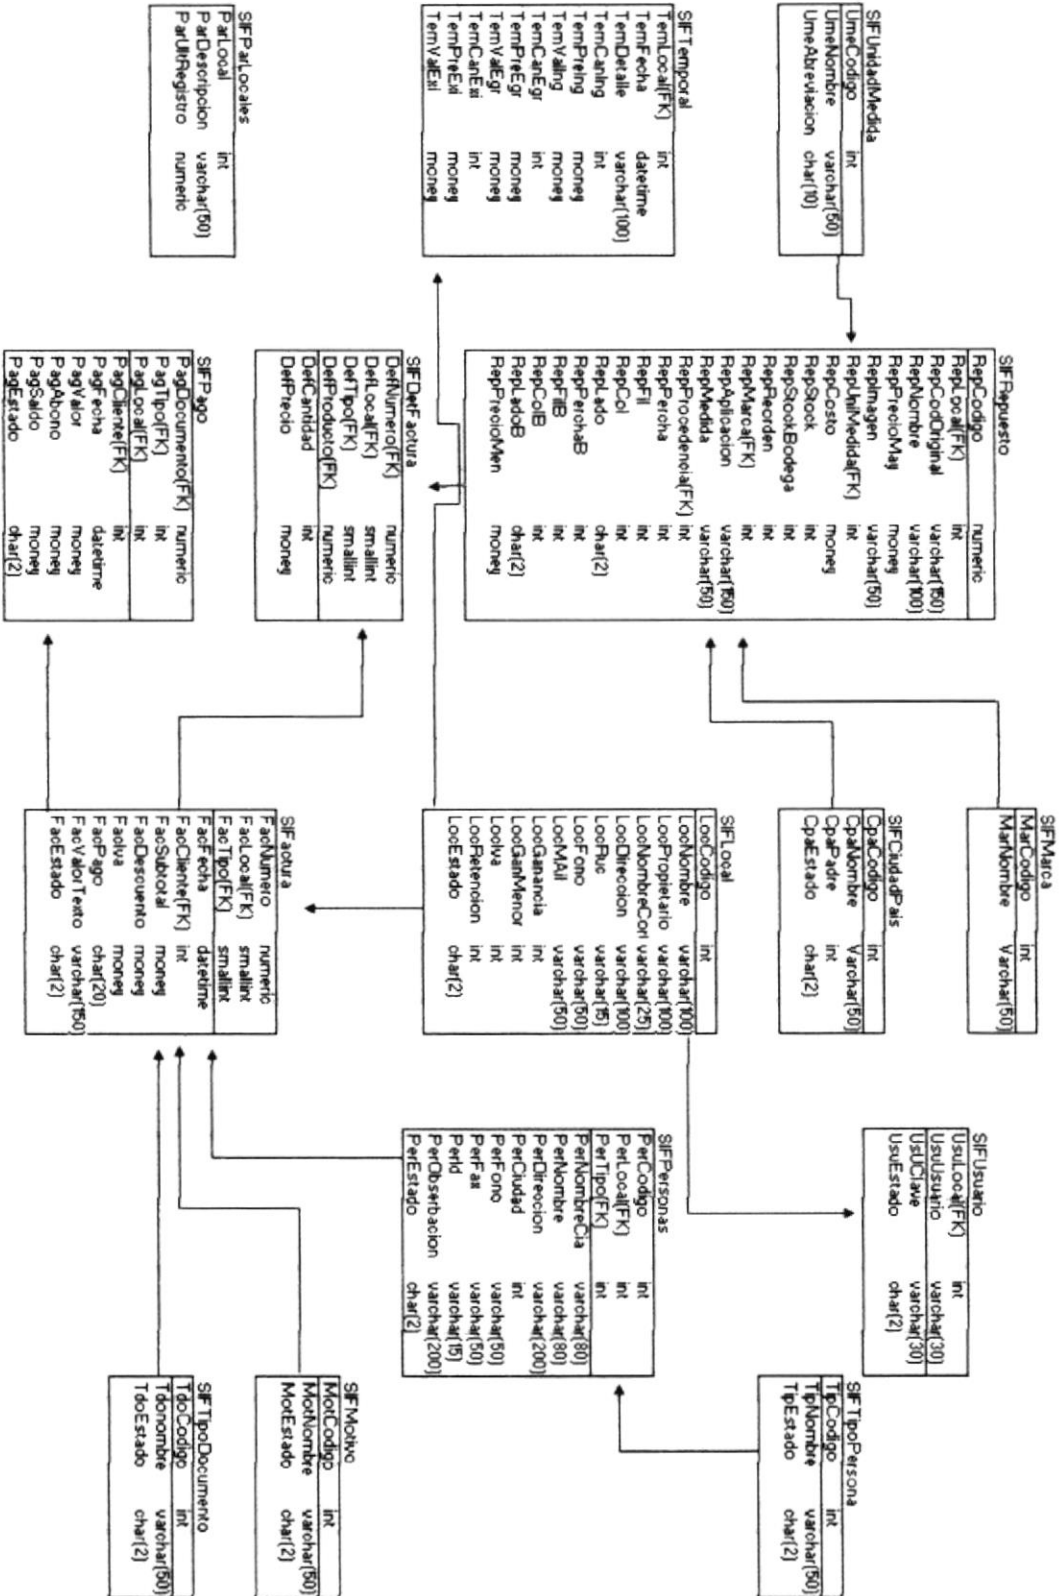 SIFUnidadMedida
UmeCodigo int
UmeNombre varchar(50)
UmeAbreviacion char(10)
SIFTemporal
TemLocal(FK) int
TemFecha datetime
TemDetalle varchar(100)
TemCanIng int
TemPreIng money
TemValIng money
TemCanEgr int
TemPreEgr money
TemValEgr money
TemCanExi int
TemPreExi money
TemValExi money
SIFParLocales
ParLocal int
ParDescripcion varchar(50)
ParUltRegistro numeric
SIFRepuesto
RepCodigo numeric
RepLocal(FK) int
RepCodOriginal varchar(150)
RepNombre varchar(100)
RepPrecioMay money
RepImagen varchar(50)
RepUniMedida(FK) int
RepCosto money
RepStock int
RepStockBodega int
RepReorden int
RepMarca(FK) int
RepAplicacion varchar(150)
RepMedida varchar(50)
RepProcedencia(FK) int
RepPercha int
RepFil int
RepCol int
RepLado char(2)
RepPerchaB int
RepFilB int
RepColB int
RepLadoB char(2)
RepPrecioMen money
SIFDefFactura
DefNumero(FK) numeric
DefLocal(FK) smallint
DefTipo(FK) smallint
DefProducto(FK) numeric
DefCantidad int
DefPrecio money
SIFPago
PagDocumento(FK) numeric
PagTipo(FK) int
PagLocal(FK) int
PagCliente(FK) int
PagFecha datetime
PagValor money
PagAbono money
PagSaldo money
PagEstado char(2)
SIFMarca
MarCodigo int
MarNombre Varchar(50)
SIFCiudadPais
CpaCodigo int
CpaNombre Varchar(50)
CpaPadre int
CpaEstado char(2)
SIFLocal
LocCodigo int
LocNombre varchar(100)
LocPropietario varchar(100)
LocNombreCorl varchar(25)
LocDireccion varchar(100)
LocRuc varchar(15)
LocFono varchar(50)
LocMAil varchar(50)
LocGanancia int
LocGanMenor int
LocIva int
LocRetencion int
LocEstado char(2)
SIFactura
FacNumero numeric
FacLocal(FK) smallint
FacTipo(FK) smallint
FacFecha datetime
FacCliente(FK) int
FacSubtotal money
FacDescuento money
FacIva money
FacPago char(20)
FacValorTexto varchar(150)
FacEstado char(2)
SIFUsuario
UsuLocal(FK) int
UsuUsuario varchar(30)
UsUClave varchar(30)
UsuEstado char(2)
SIFPersonas
PerCodigo int
PerLocal(FK) int
PerTipo(FK) int
PerNombreCia varchar(80)
PerNombre varchar(80)
PerDireccion varchar(200)
PerCiudad int
PerFono varchar(50)
PerFax varchar(50)
PerId varchar(15)
PerObserbacion varchar(200)
PerEstado char(2)
SIFTipoPersona
TipCodigo int
TipNombre varchar(50)
TipEstado char(2)
SIFMotivo
MotCodigo int
MotNombre varchar(50)
MotEstado char(2)
SIFTipoDocumento
TdoCodigo int
Tdonombre varchar(50)
TdoEstado char(2)